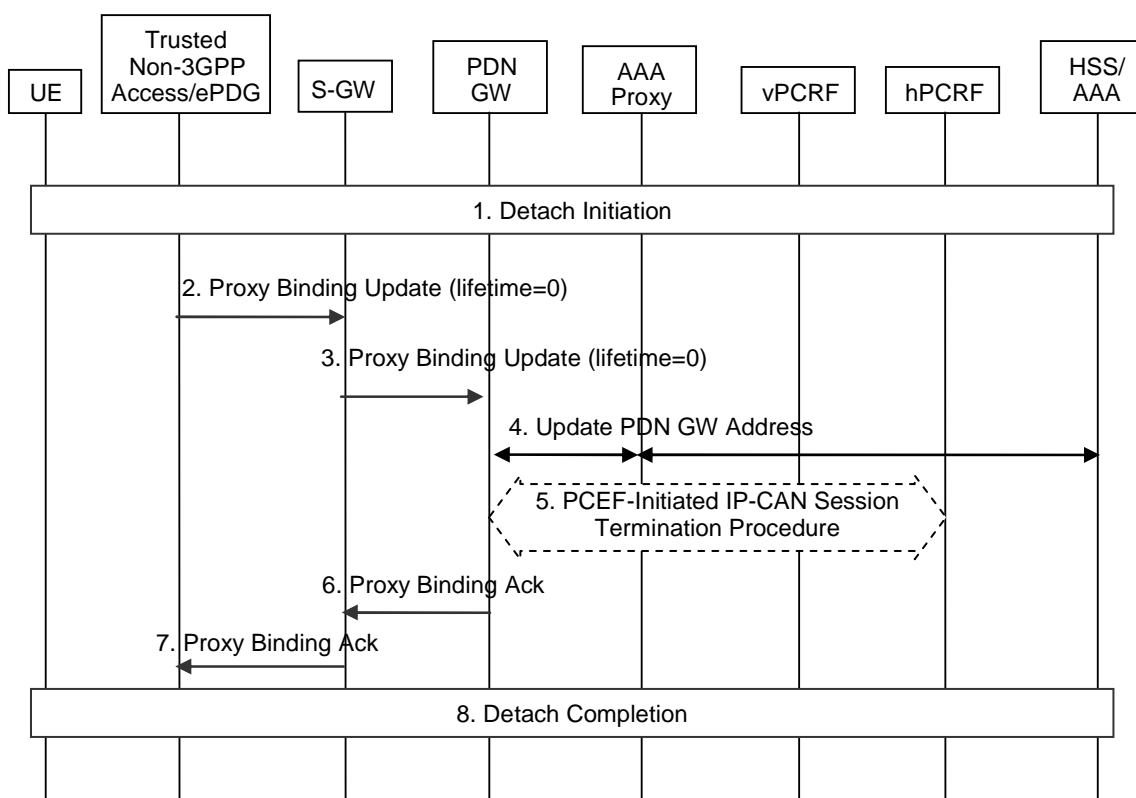 UE
Trusted
Non-3GPP
Access/ePDG
S-GW
PDN
GW
AAA
Proxy
vPCRF
hPCRF
HSS/
AAA
1. Detach Initiation
2. Proxy Binding Update (lifetime=0)
3. Proxy Binding Update (lifetime=0)
4. Update PDN GW Address
5. PCEF-Initiated IP-CAN Session
Termination Procedure
6. Proxy Binding Ack
7. Proxy Binding Ack
8. Detach Completion